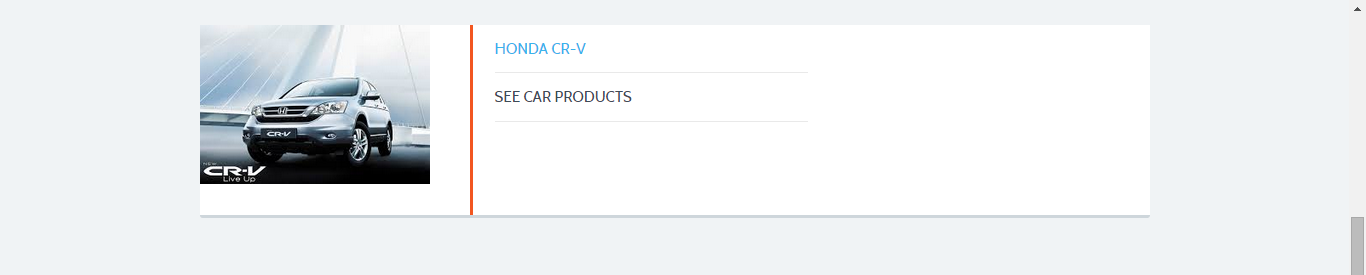 HONDA CR-V
SEE CAR PRODUCTS
CR-V
NEW
CR-V
Live Up